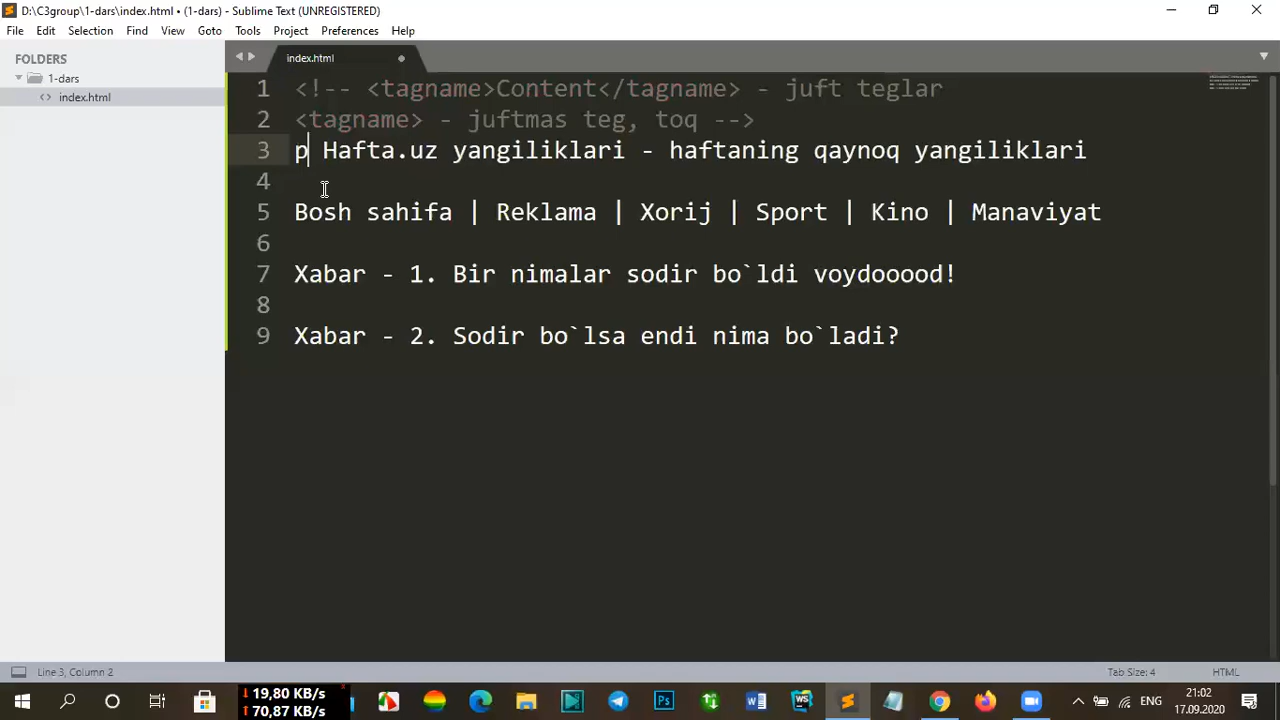 D:\C3group\1-dars\index.html • (1-dars) - Sublime Text (UNREGISTERED)
File Edit Selection Find View Goto Tools Project Preferences Help
FOLDERS
1-dars
<> index.html
index.html
1 <!-- <tagname>Content</tagname> - juft teglar
2 <tagname> - juftmas teg, toq -->
3 p Hafta.uz yangiliklari - haftaning qaynoq yangiliklari
4
5 Bosh sahifa | Reklama | Xorij | Sport | Kino | Manaviyat
6
7 Xabar - 1. Bir nimalar sodir bo`ldi voydooood!
8
9 Xabar - 2. Sodir bo`lsa endi nima bo`ladi?
Line 3, Column 2
Tab Size: 4
HTML
19,80 KB/s
70,87 KB/s
Ps
W
WS
ENG
21:02
17.09.2020